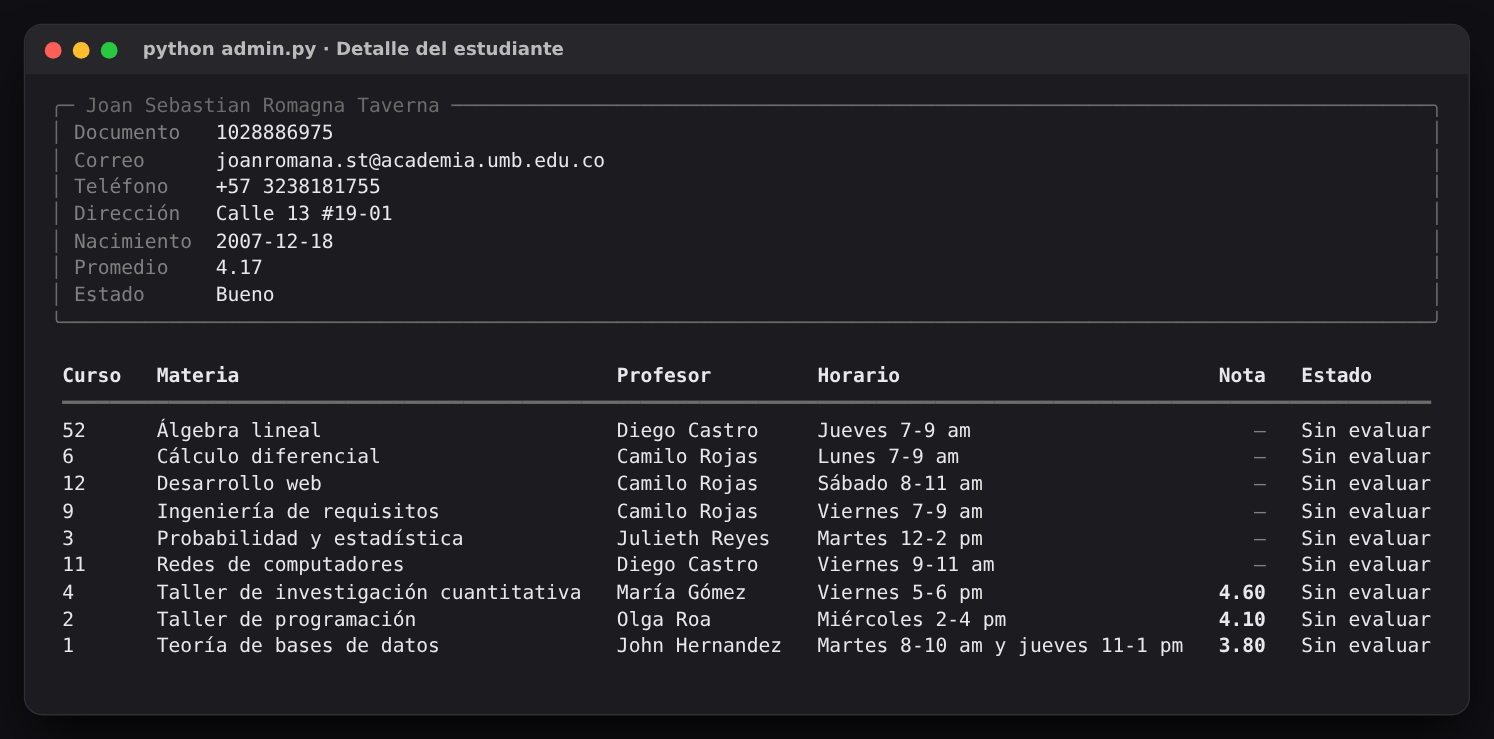 python admin.py · Detalle del estudiante
Joan Sebastian Romagna Taverna
Documento 1028886975
Correo joanromana.st@academia.umb.edu.co
Teléfono +57 3238181755
Dirección Calle 13 #19-01
Nacimiento 2007-12-18
Promedio 4.17
Estado Bueno
Curso Materia Profesor Horario Nota Estado
52 Álgebra lineal Diego Castro Jueves 7-9 am — Sin evaluar
6 Cálculo diferencial Camilo Rojas Lunes 7-9 am — Sin evaluar
12 Desarrollo web Camilo Rojas Sábado 8-11 am — Sin evaluar
9 Ingeniería de requisitos Camilo Rojas Viernes 7-9 am — Sin evaluar
3 Probabilidad y estadística Julieth Reyes Martes 12-2 pm — Sin evaluar
11 Redes de computadores Diego Castro Viernes 9-11 am — Sin evaluar
4 Taller de investigación cuantitativa María Gómez Viernes 5-6 pm 4.60 Sin evaluar
2 Taller de programación Olga Roa Miércoles 2-4 pm 4.10 Sin evaluar
1 Teoría de bases de datos John Hernandez Martes 8-10 am y jueves 11-1 pm 3.80 Sin evaluar